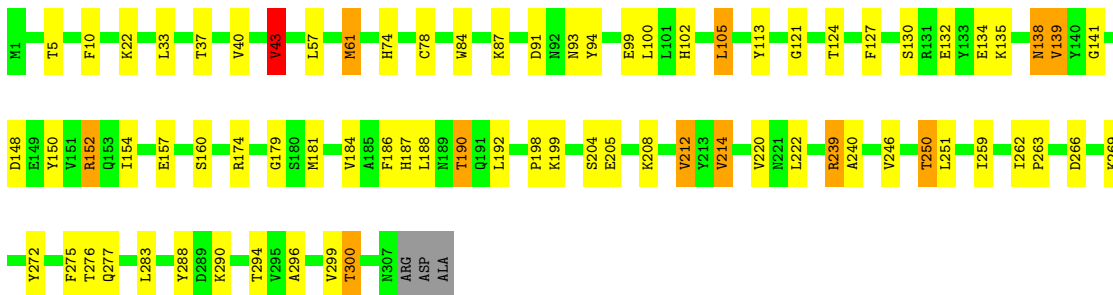 M1 T5 F10 K22 L33 T37 V40 V43 L57 M61 H74 C78 W84 K87 D91 N92 N93 Y94 E99 L100 L101 H102 L105 Y113 G121 T124 F127 S130 R131 E132 Y133 E134 K135 N138 V139 Y140 G141
D148 E149 Y150 V151 R152 Q153 I154 E157 S160 R174 G179 S180 M181 V184 A185 F186 H187 L188 N189 T190 Q191 L192 P198 K199 S204 E205 K208 V212 Y213 V214 V220 N221 L222 R239 A240 V246 T250 L251 I259 I262 P263 D266 K269
Y272 F275 T276 Q277 L283 Y288 D289 K290 T294 V295 A296 V299 T300 N307 ARG ASP ALA